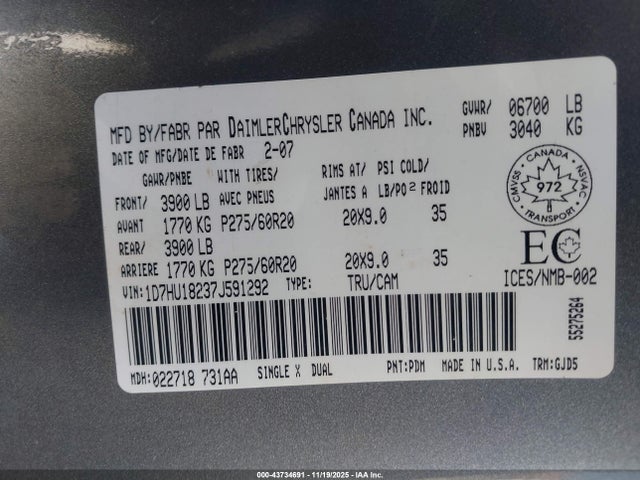 MFD BY/FABR PAR DAIMLERCHRYSLER CANADA INC.
GVWR/ 06700 LB
PNBV 3040 KG
DATE OF MFG/DATE DE FABR 2-07
GAWR/PNBE WITH TIRES/ RIMS AT/ PSI COLD/
FRONT/ 3900 LB AVEC PNEUS JANTES A LB/PO² FROID
AVANT 1770 KG P275/60R20 20X9.0 35
REAR/ 3900 LB
ARRIERE 1770 KG P275/60R20 20X9.0 35
CANADA
CMVSS 972 NSVAC
TRANSPORT
EC
ICES/NMB-002
VIN:1D7HU18237J591292 TYPE: TRU/CAM
55275264
MDH:022718 731AA SINGLE X DUAL PNT:PDM MADE IN U.S.A. TRM:GJD5
000-43734691 - 11/19/2025 - IAA Inc.